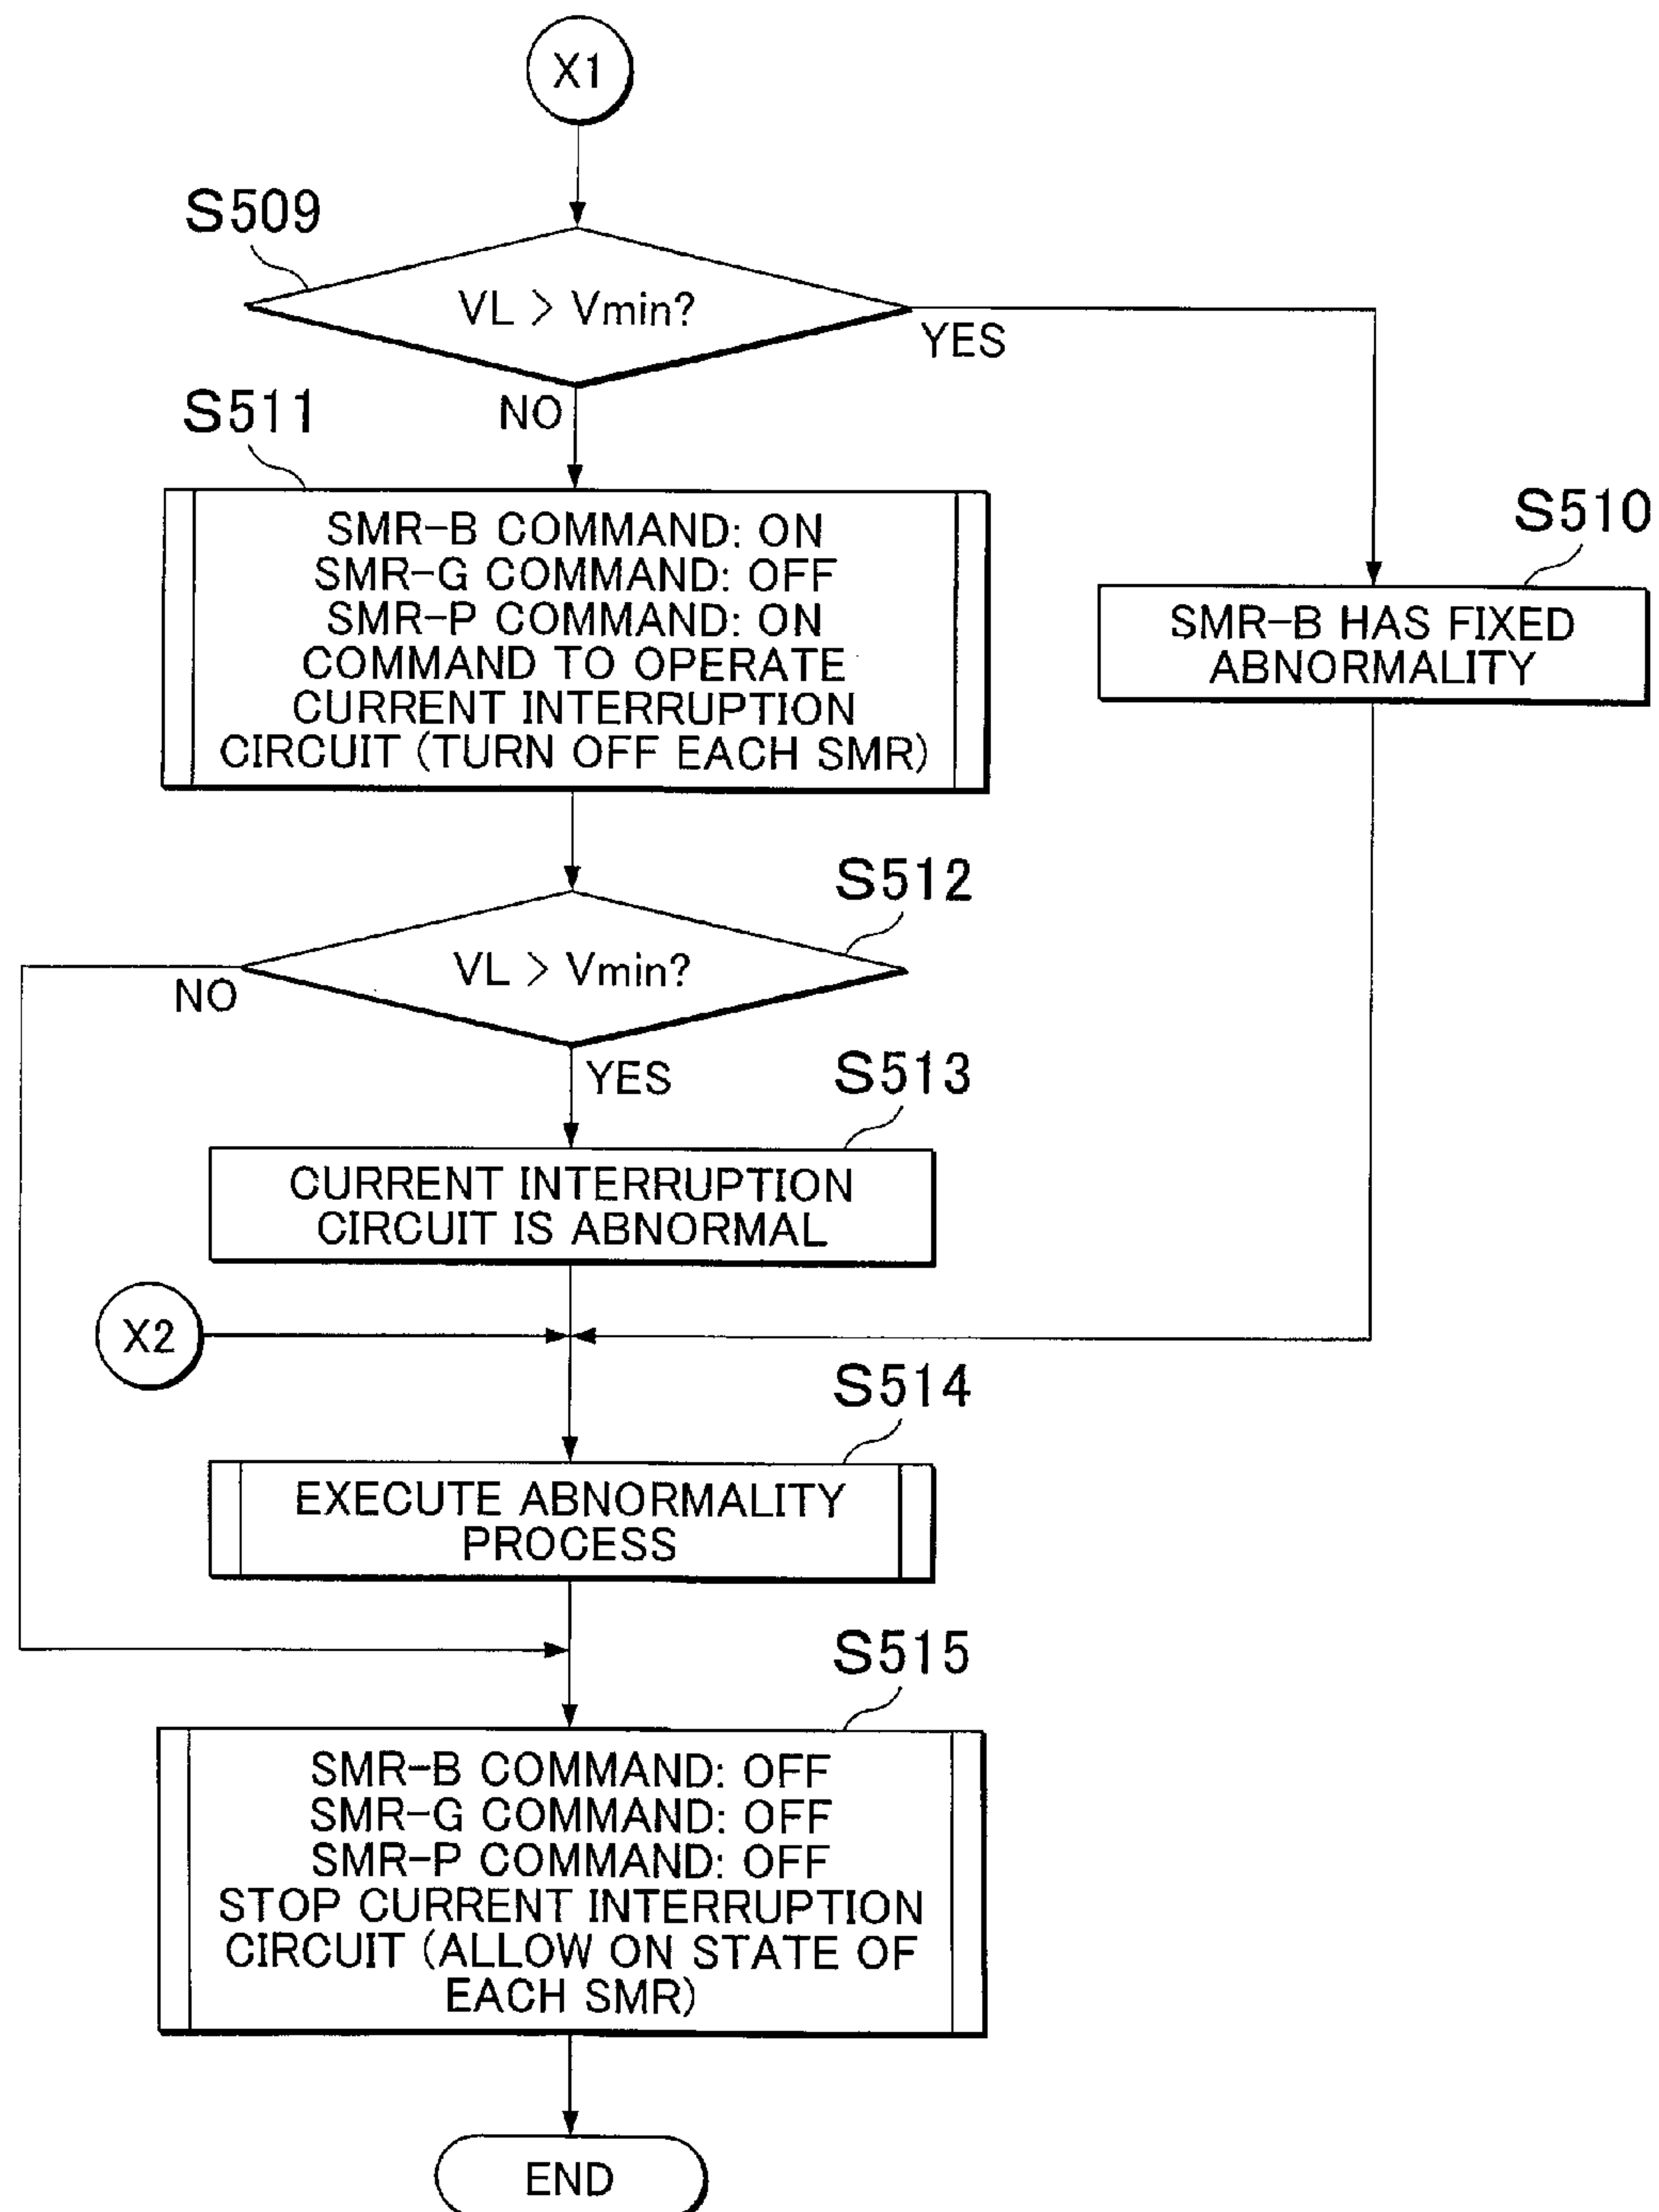 X1
S509
VL > Vmin?
YES
NO
S511
SMR-B COMMAND: ON
SMR-G COMMAND: OFF
SMR-P COMMAND: ON
COMMAND TO OPERATE
CURRENT INTERRUPTION
CIRCUIT (TURN OFF EACH SMR)
S510
SMR-B HAS FIXED
ABNORMALITY
S512
VL > Vmin?
NO
YES
S513
CURRENT INTERRUPTION
CIRCUIT IS ABNORMAL
X2
S514
EXECUTE ABNORMALITY
PROCESS
S515
SMR-B COMMAND: OFF
SMR-G COMMAND: OFF
SMR-P COMMAND: OFF
STOP CURRENT INTERRUPTION
CIRCUIT (ALLOW ON STATE OF
EACH SMR)
END